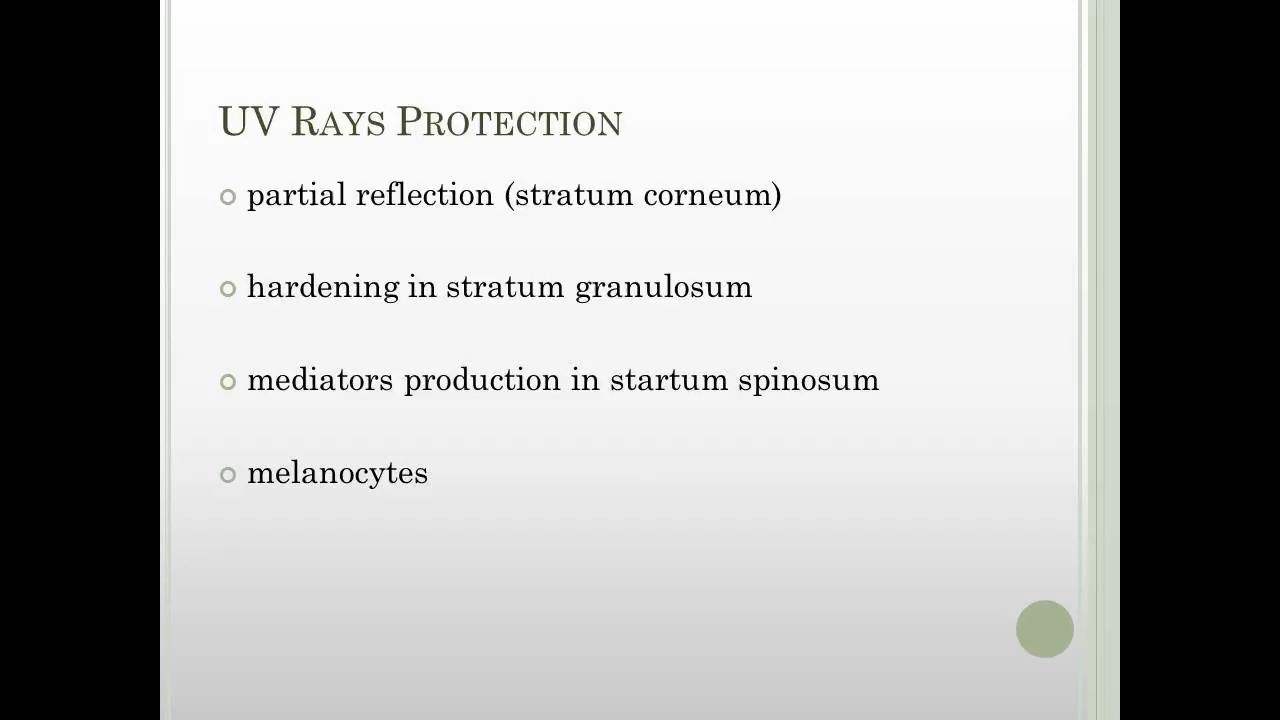 UV RAYS PROTECTION
partial reflection (stratum corneum)
hardening in stratum granulosum
mediators production in startum spinosum
melanocytes